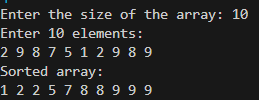 Enter the size of the array: 10
Enter 10 elements:
2 9 8 7 5 1 2 9 8 9
Sorted array:
1 2 2 5 7 8 8 9 9 9